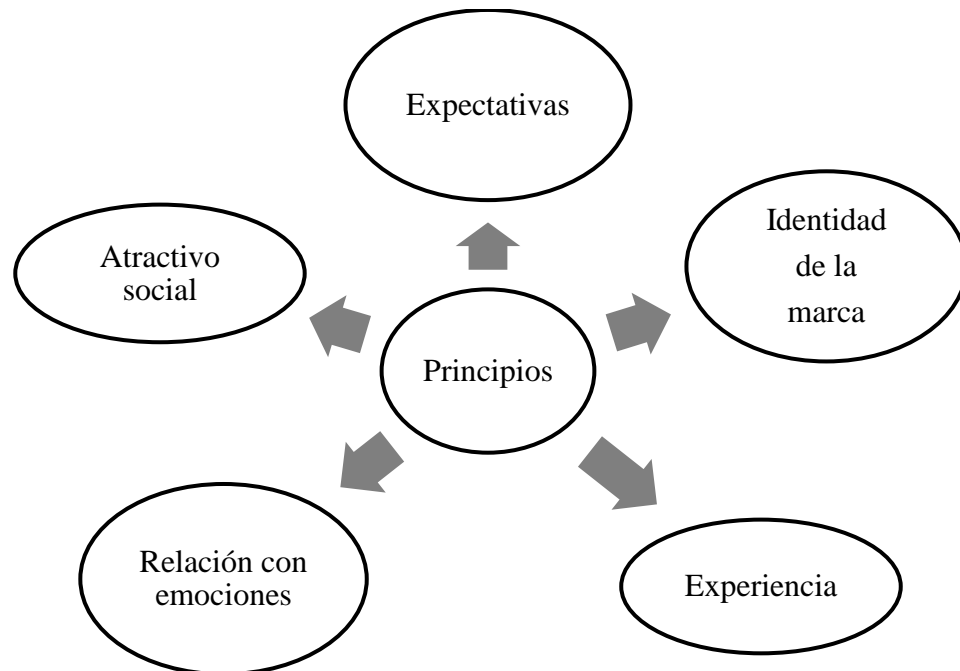 Expectativas
Identidad
de la
marca
Atractivo
social
Principios
Relación con
emociones
Experiencia